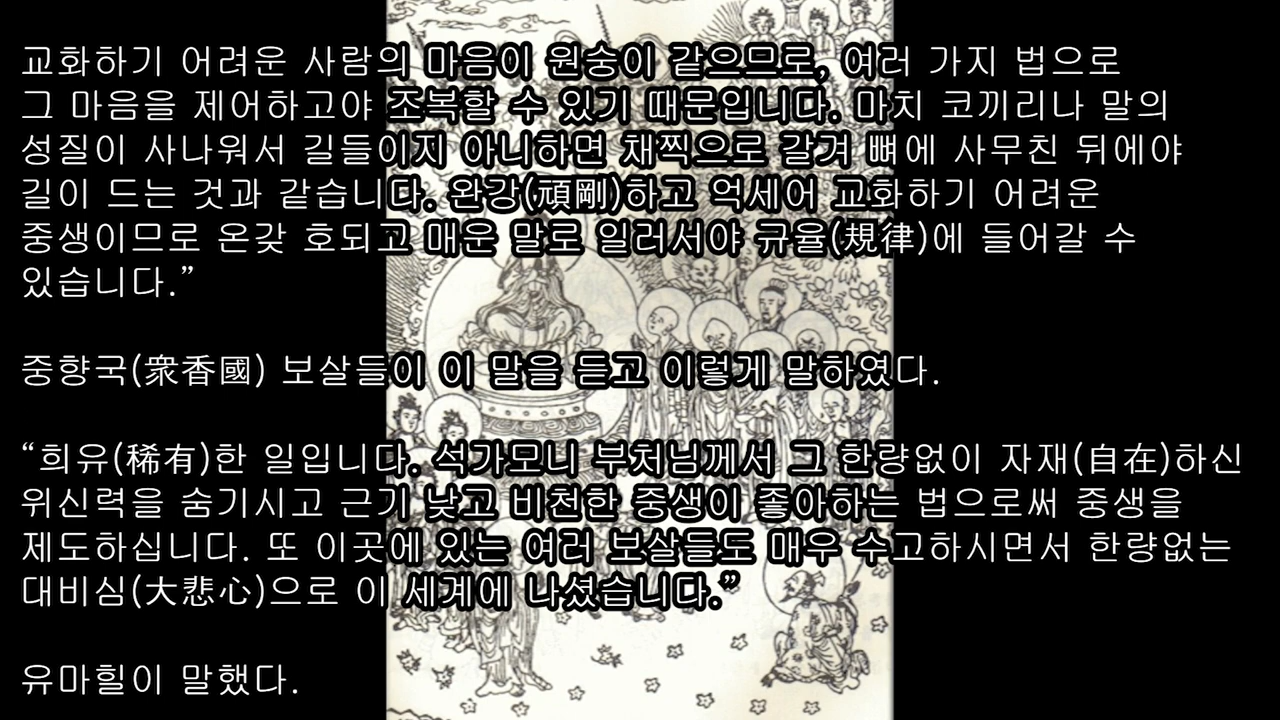 교화하기 어려운 사람의 마음이 원숭이 같으므로, 여러 가지 법으로
그 마음을 제어하고야 조복할 수 있기 때문입니다. 마치 코끼리나 말의
성질이 사나워서 길들이지 아니하면 채찍으로 갈겨 뼈에 사무친 뒤에야
길이 드는 것과 같습니다. 완강(頑剛)하고 억세어 교화하기 어려운
중생이므로 온갖 호되고 매운 말로 일러서야 규율(規律)에 들어갈 수
있습니다.”
중향국(衆香國) 보살들이 이 말을 듣고 이렇게 말하였다.
“희유(稀有)한 일입니다. 석가모니 부처님께서 그 한량없이 자재(自在)하신
위신력을 숨기시고 근기 낮고 비천한 중생이 좋아하는 법으로써 중생을
제도하십니다. 또 이곳에 있는 여러 보살들도 매우 수고하시면서 한량없는
대비심(大悲心)으로 이 세계에 나셨습니다.”
유마힐이 말했다.